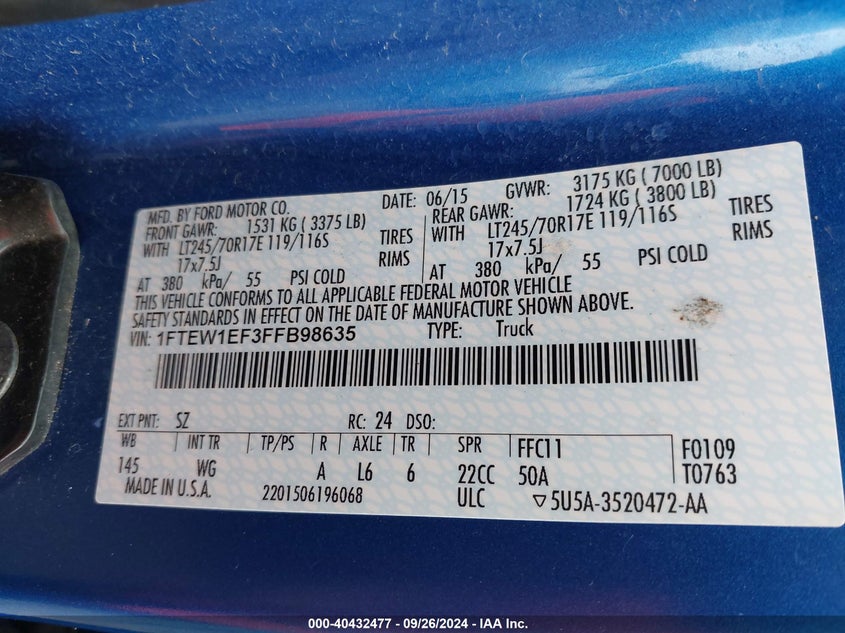 MFD. BY FORD MOTOR CO. DATE: 06/15 GVWR: 3175 KG ( 7000 LB)
FRONT GAWR: 1531 KG ( 3375 LB) REAR GAWR: 1724 KG ( 3800 LB)
WITH LT245/70R17E 119/116S TIRES WITH LT245/70R17E 119/116S TIRES
17x7.5J RIMS 17x7.5J RIMS
AT 380 kPa/ 55 PSI COLD AT 380 kPa/ 55 PSI COLD
THIS VEHICLE CONFORMS TO ALL APPLICABLE FEDERAL MOTOR VEHICLE
SAFETY STANDARDS IN EFFECT ON THE DATE OF MANUFACTURE SHOWN ABOVE.
VIN: 1FTEW1EF3FFB98635 TYPE: Truck
EXT PNT: SZ RC: 24 DSO:
WB INT TR TP/PS R AXLE TR SPR FFC11 F0109
145 WG A L6 6 22CC 50A T0763
MADE IN U.S.A. 2201506196068 ULC ▽5U5A-3520472-AA
000-40432477 - 09/26/2024 - IAA Inc.